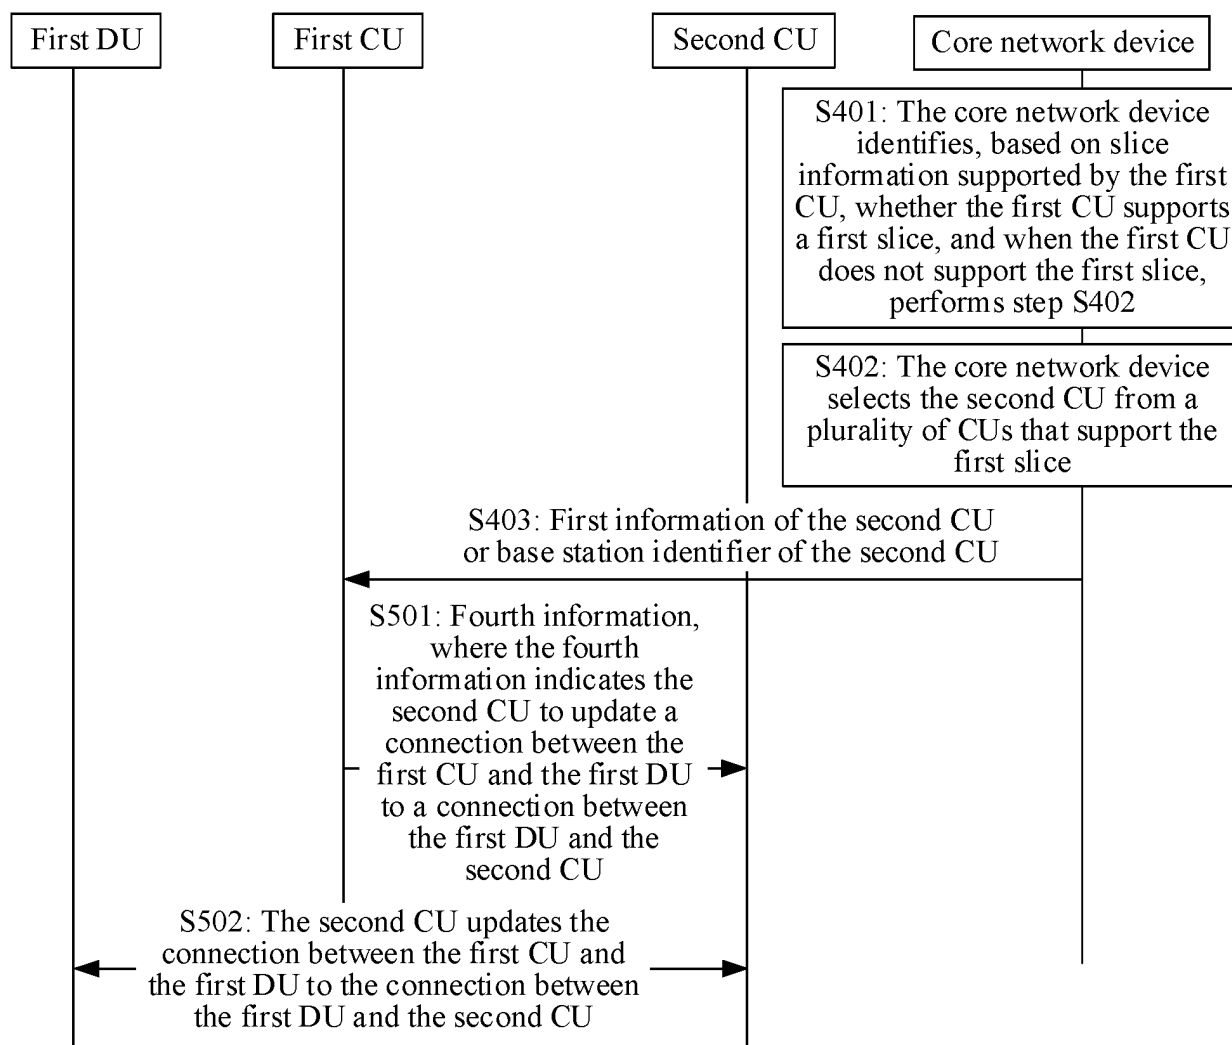 First DU
First CU
Second CU
Core network device
S401: The core network device
identifies, based on slice
information supported by the first
CU, whether the first CU supports
a first slice, and when the first CU
does not support the first slice,
performs step S402
S402: The core network device
selects the second CU from a
plurality of CUs that support the
first slice
S403: First information of the second CU
or base station identifier of the second CU
S501: Fourth information,
where the fourth
information indicates the
second CU to update a
connection between the
first CU and the first DU
to a connection between
the first DU and the
second CU
S502: The second CU updates the
connection between the first CU and
the first DU to the connection between
the first DU and the second CU